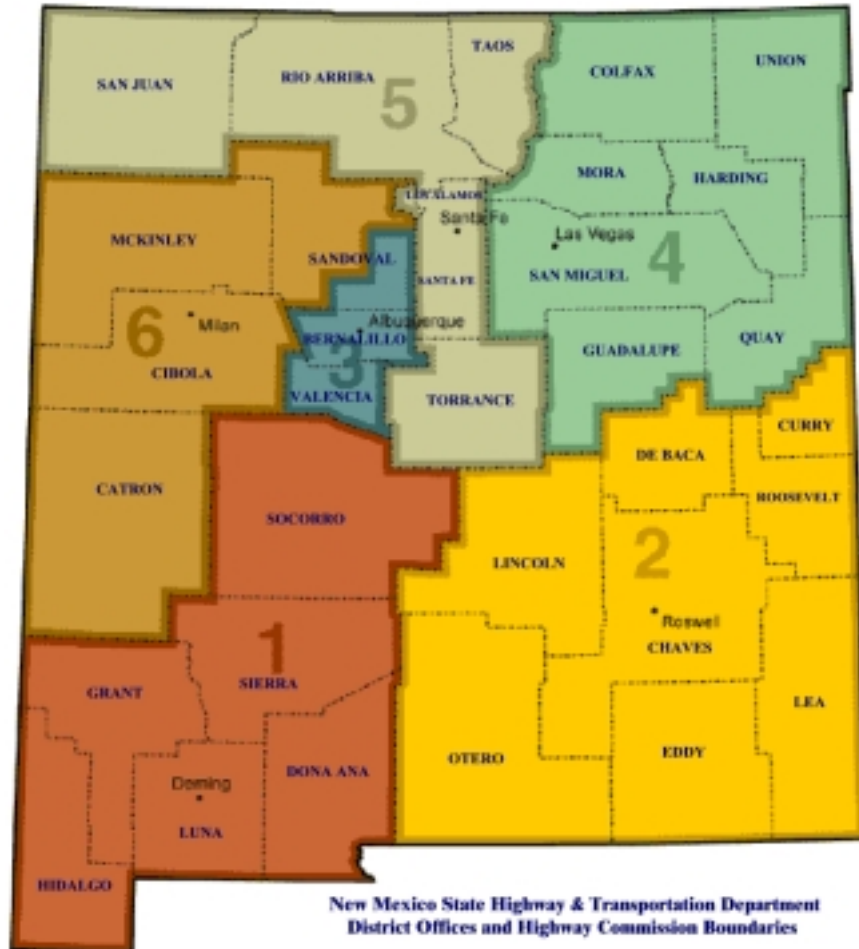 SAN JUAN
RIO ARRIBA
TAOS
COLFAX
UNION
5
MORA
HARDING
LOS ALAMOS
Santa Fe
Las Vegas
MCKINLEY
SANDOVAL
SANTA FE
SAN MIGUEL
4
6
Milan
Albuquerque
BERNALILLO
3
GUADALUPE
QUAY
CIBOLA
VALENCIA
TORRANCE
CURRY
DE BACA
CATRON
ROOSEVELT
SOCORRO
LINCOLN
2
Roswell
CHAVES
1
GRANT
SIERRA
LEA
OTERO
EDDY
DONA ANA
Deming
LUNA
HIDALGO
New Mexico State Highway & Transportation Department
District Offices and Highway Commission Boundaries